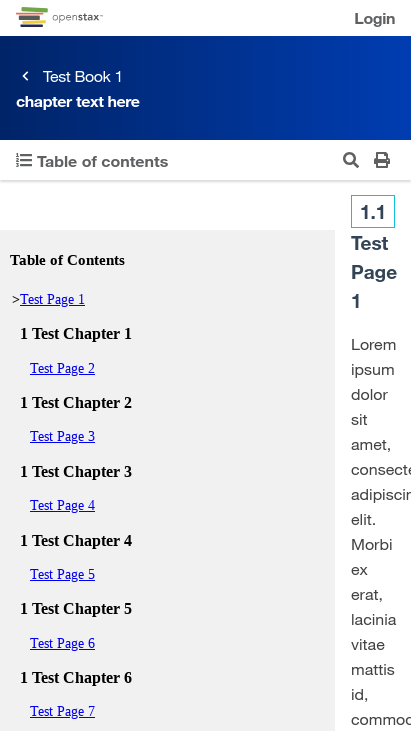 openstax
Login
Test Book 1
chapter text here
Table of contents
1.1
Test
Page
1
Table of Contents
>Test Page 1
1 Test Chapter 1
Test Page 2
1 Test Chapter 2
Test Page 3
1 Test Chapter 3
Test Page 4
1 Test Chapter 4
Test Page 5
1 Test Chapter 5
Test Page 6
1 Test Chapter 6
Test Page 7
Lorem
ipsum
dolor
sit
amet,
consecte
adipiscin
elit.
Morbi
ex
erat,
lacinia
vitae
mattis
id,
commod